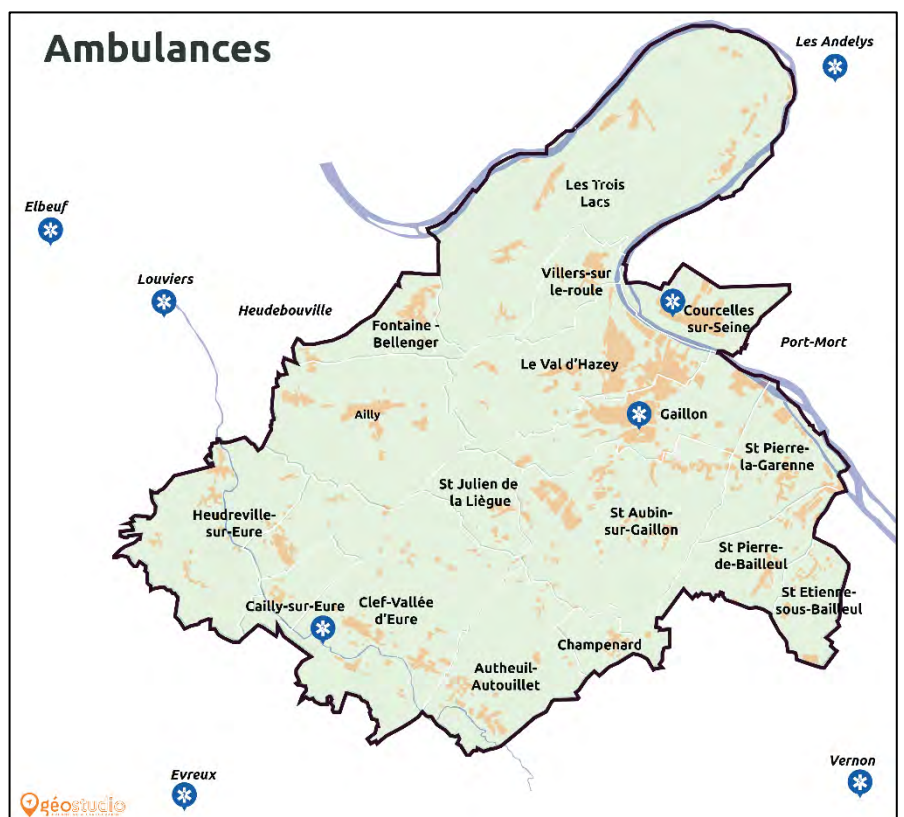 Ambulances
Les Andelys
Elbeuf
Les Trois
Lacs
Louviers
Villers-sur
le-roule
Heudebouville
Courcelles
sur-Seine
Fontaine -
Bellenger
Port-Mort
Le Val d'Hazey
Ailly
Gaillon
St Pierre-
la-Garenne
St Julien de
la Liègue
Heudreville-
sur-Eure
St Aubin-
sur-Gaillon
St Pierre-
de-Bailleul
St Etienne-
sous-Bailleul
Cailly-sur-Eure
Clef-Vallée
d'Eure
Champenard
Autheuil-
Autouillet
Evreux
Vernon
géostudio